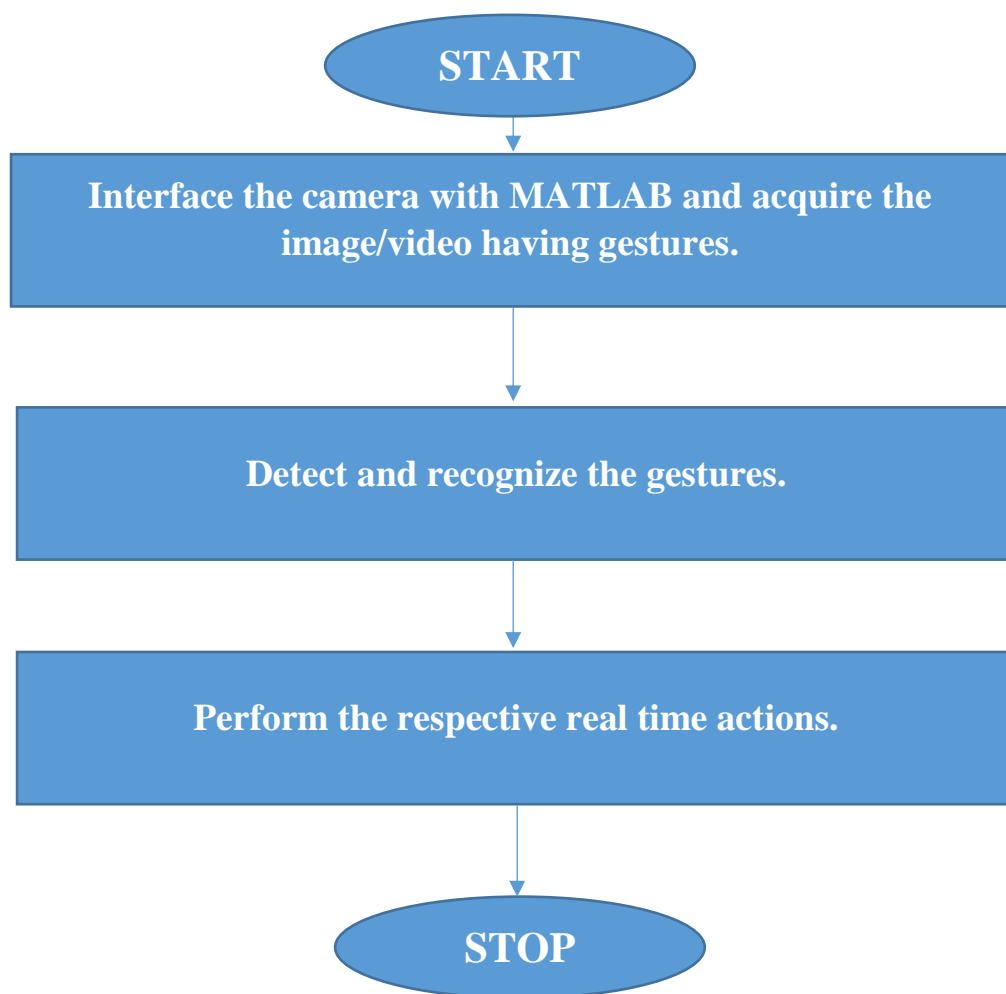 START
Interface the camera with MATLAB and acquire the
image/video having gestures.
Detect and recognize the gestures.
Perform the respective real time actions.
STOP